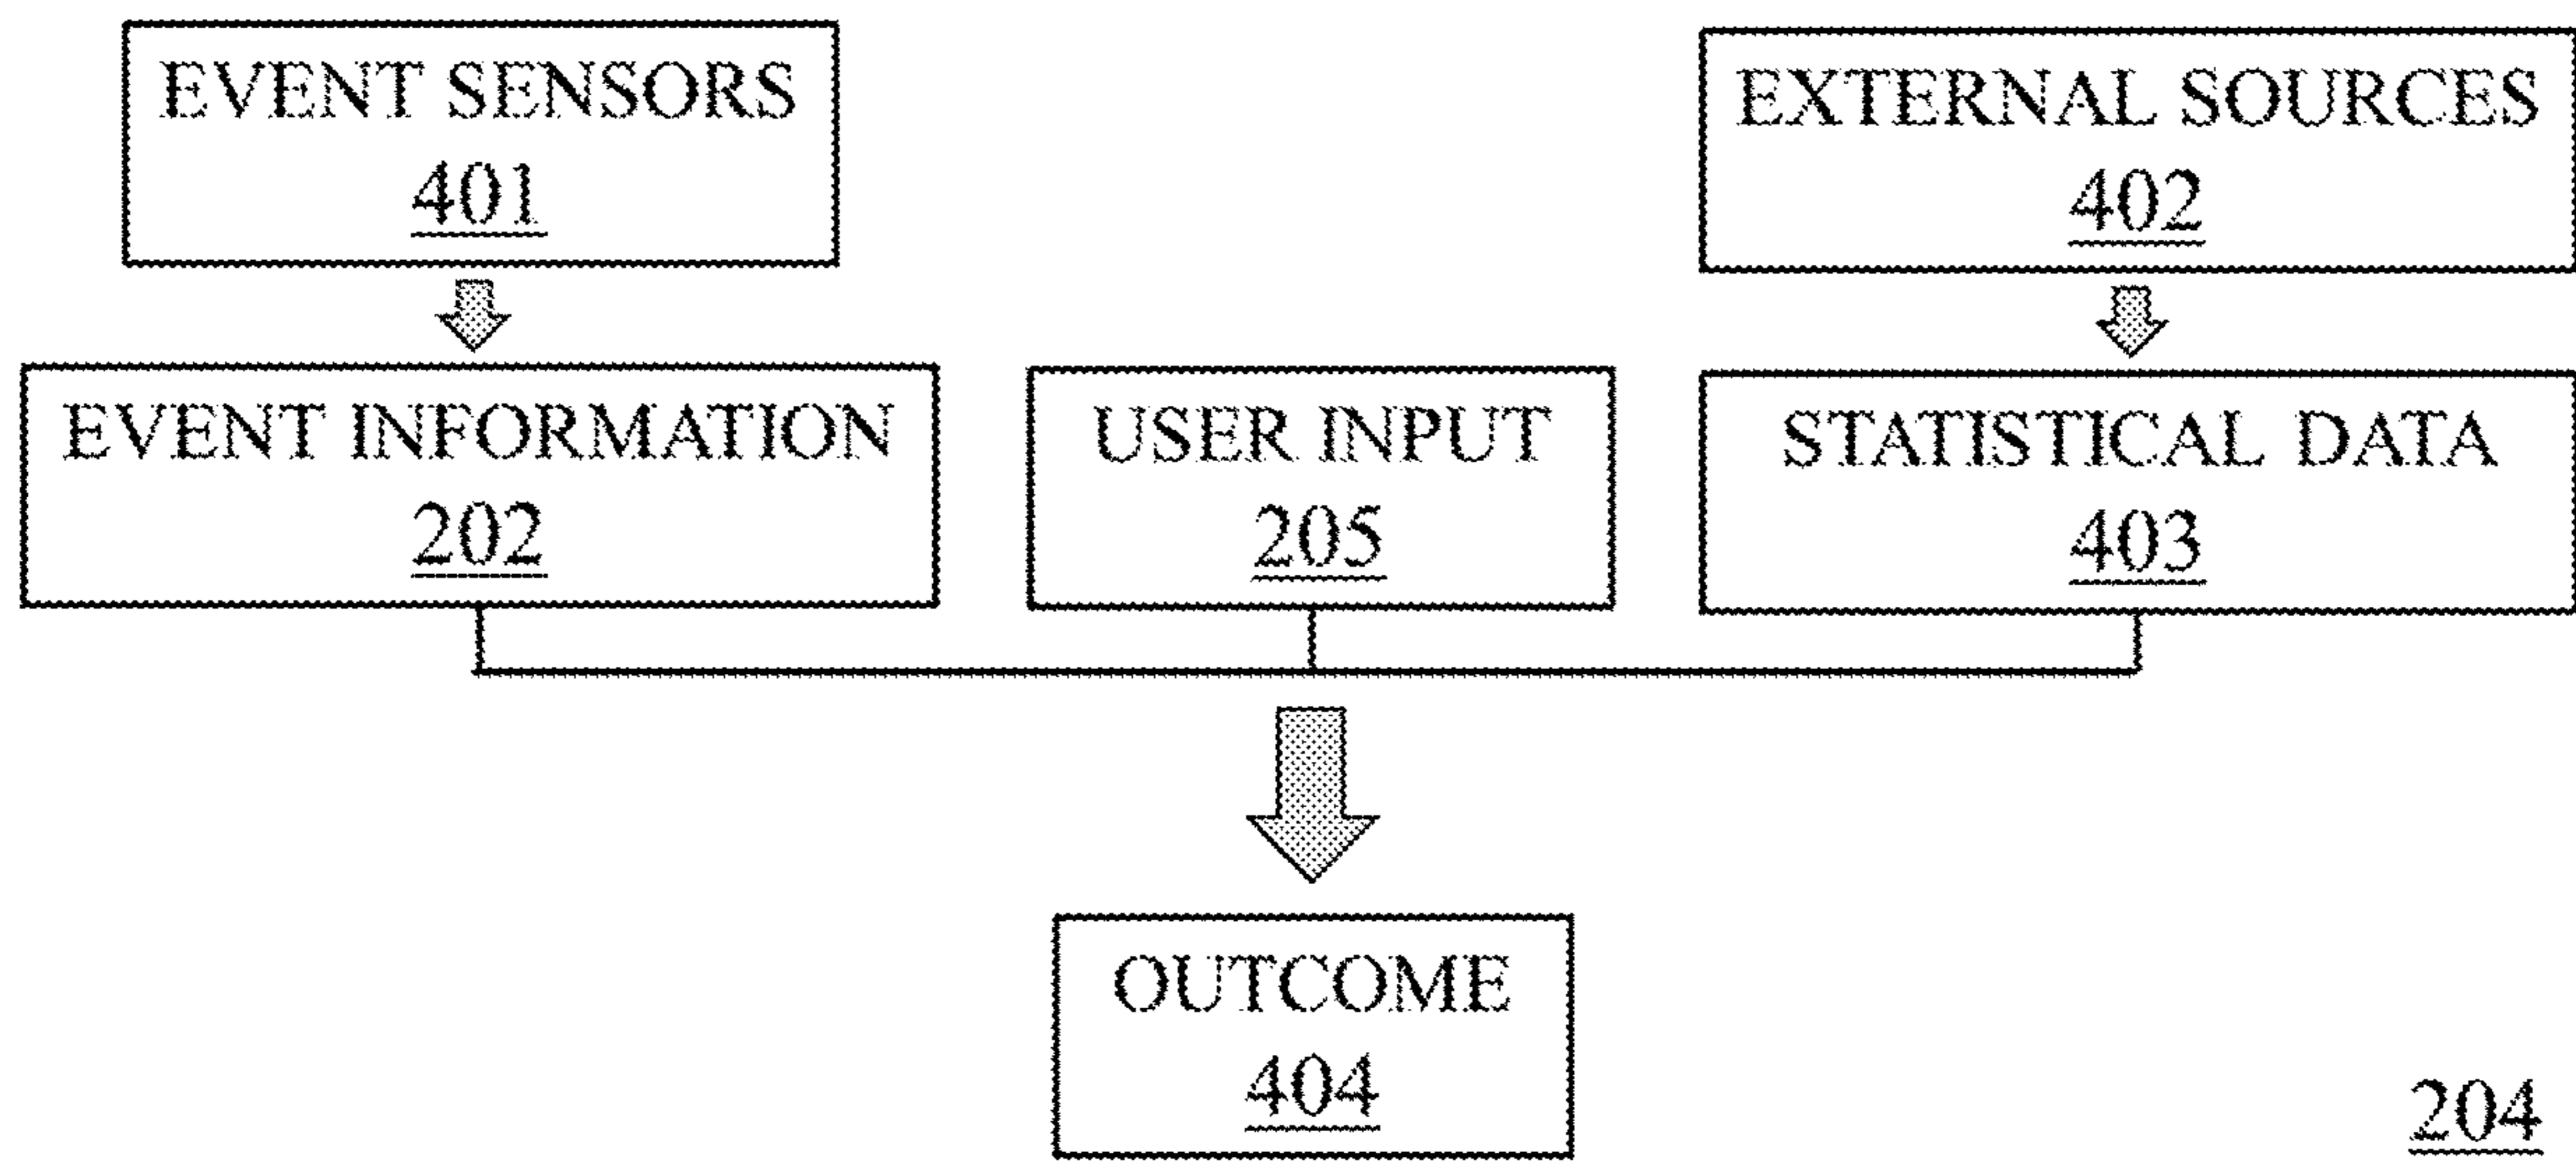 EVENT SENSORS
401
EXTERNAL SOURCES
402
EVENT INFORMATION
202
USER INPUT
205
STATISTICAL DATA
403
OUTCOME
404
204